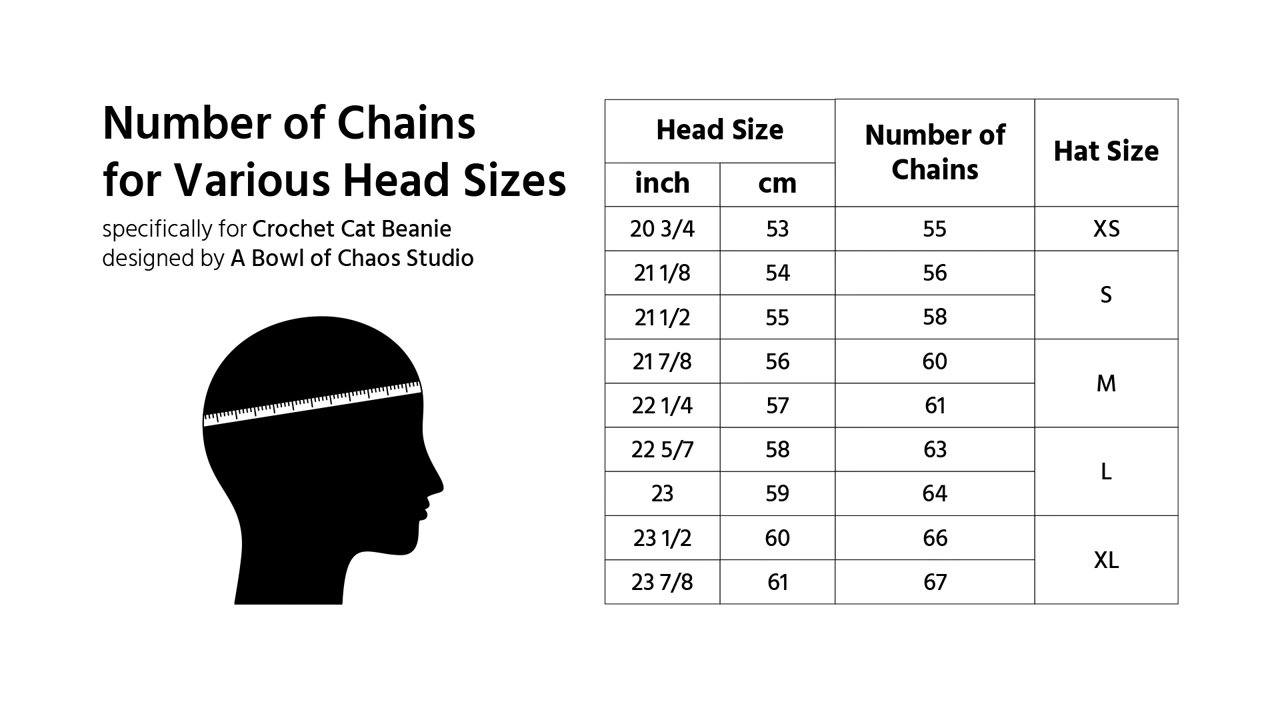 Number of Chains
for Various Head Sizes
specifically for Crochet Cat Beanie
designed by A Bowl of Chaos Studio
Head Size
Number of
Chains
Hat Size
inch cm
20 3/4 53 55 XS
21 1/8 54 56
S
21 1/2 55 58
21 7/8 56 60
M
22 1/4 57 61
22 5/7 58 63
L
23 59 64
23 1/2 60 66
XL
23 7/8 61 67